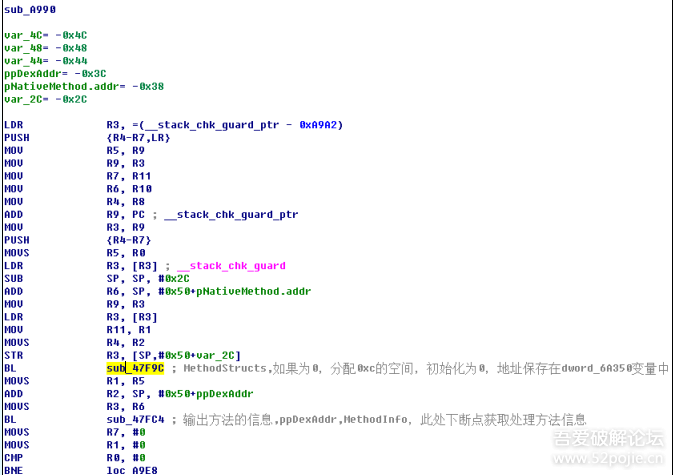 sub_A990
var_4C= -0x4C
var_48= -0x48
var_44= -0x44
ppDexAddr= -0x3C
pNativeMethod.addr= -0x38
var_2C= -0x2C
LDR R3, =(__stack_chk_guard_ptr - 0xA9A2)
PUSH {R4-R7,LR}
MOV R5, R9
MOV R9, R3
MOV R7, R11
MOV R6, R10
MOV R4, R8
ADD R9, PC ; __stack_chk_guard_ptr
MOV R3, R9
PUSH {R4-R7}
MOVS R5, R0
LDR R3, [R3] ; __stack_chk_guard
SUB SP, SP, #0x2C
ADD R6, SP, #0x50+pNativeMethod.addr
MOV R9, R3
LDR R3, [R3]
MOV R11, R1
MOVS R4, R2
STR R3, [SP,#0x50+var_2C]
BL sub_47F9C ; MethodStructs,如果为0, 分配0xc的空间, 初始化为0, 地址保存在dword_6A350变量中
MOVS R1, R5
ADD R2, SP, #0x50+ppDexAddr
MOVS R3, R6
BL sub_47FC4 ; 输出方法的信息,ppDexAddr,MethodInfo, 此处下断点获取处理方法信息
MOVS R7, #0
MOVS R1, #0
CMP R0, #0
BNE loc_A9E8
吾爱破解论坛
www.52pojie.cn